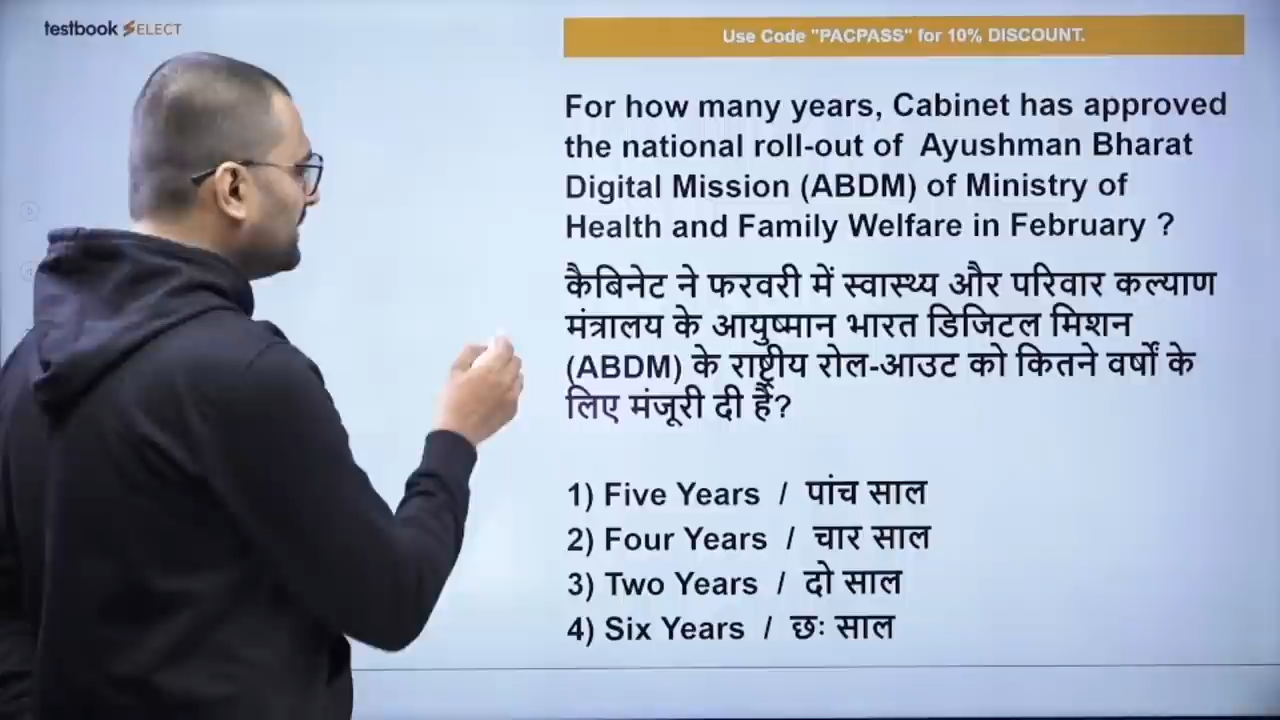 testbook SELECT
Use Code "PACPASS" for 10% DISCOUNT.
For how many years, Cabinet has approved
the national roll-out of Ayushman Bharat
Digital Mission (ABDM) of Ministry of
Health and Family Welfare in February ?
कैबिनेट ने फरवरी में स्वास्थ्य और परिवार कल्याण
मंत्रालय के आयुष्मान भारत डिजिटल मिशन
(ABDM) के राष्ट्रीय रोल-आउट को कितने वर्षों के
लिए मंजूरी दी है?
1) Five Years / पांच साल
2) Four Years / चार साल
3) Two Years / दो साल
4) Six Years / छः साल